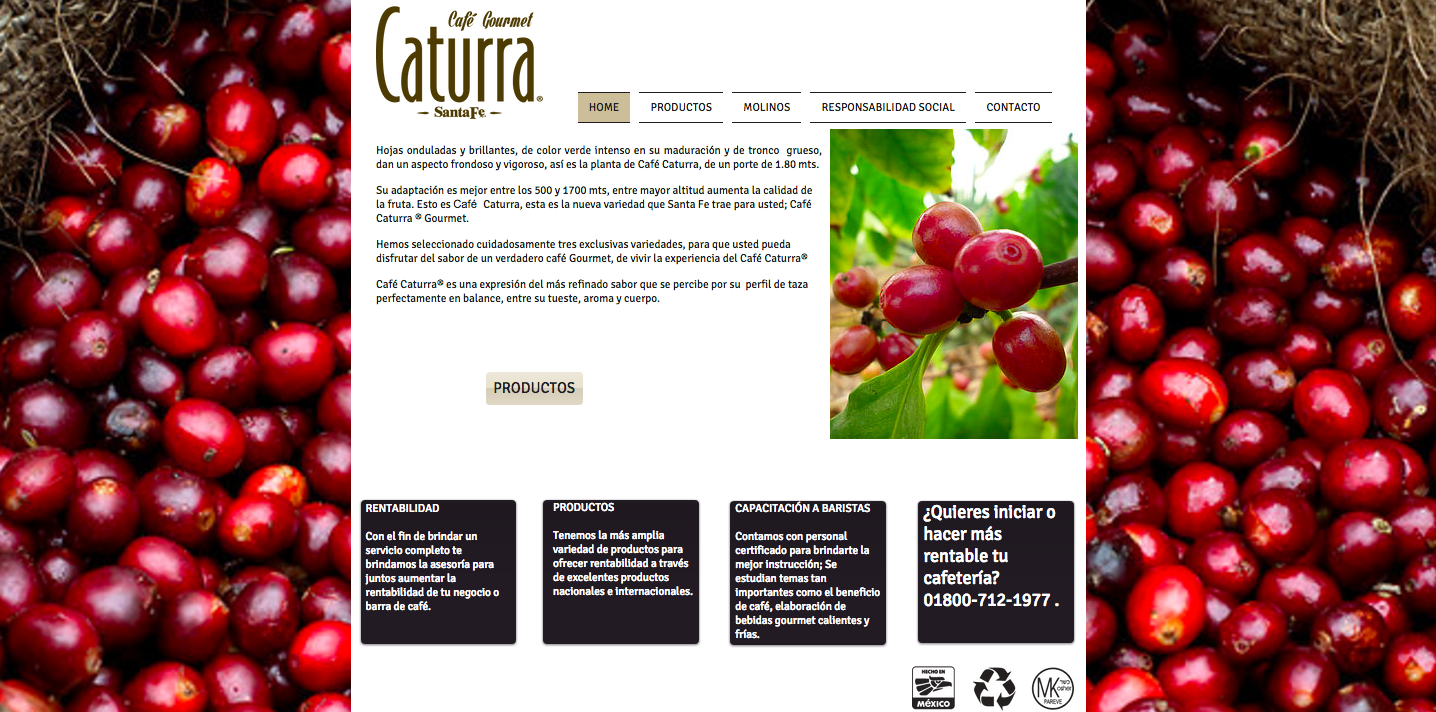 Café Gourmet
Caturra®
SantaFe
HOME
PRODUCTOS
MOLINOS
RESPONSABILIDAD SOCIAL
CONTACTO
Hojas onduladas y brillantes, de color verde intenso en su maduración y de tronco grueso,
dan un aspecto frondoso y vigoroso, así es la planta de Café Caturra, de un porte de 1.80 mts.
Su adaptación es mejor entre los 500 y 1700 mts, entre mayor altitud aumenta la calidad de
la fruta. Esto es Café Caturra, esta es la nueva variedad que Santa Fe trae para usted; Café
Caturra ® Gourmet.
Hemos seleccionado cuidadosamente tres exclusivas variedades, para que usted pueda
disfrutar del sabor de un verdadero café Gourmet, de vivir la experiencia del Café Caturra®
Café Caturra® es una expresión del más refinado sabor que se percibe por su perfil de taza
perfectamente en balance, entre su tueste, aroma y cuerpo.
PRODUCTOS
RENTABILIDAD
Con el fin de brindar un
servicio completo te
brindamos la asesoría para
juntos aumentar la
rentabilidad de tu negocio o
barra de café.
PRODUCTOS
Tenemos la más amplia
variedad de productos para
ofrecer rentabilidad a través
de excelentes productos
nacionales e internacionales.
CAPACITACIÓN A BARISTAS
Contamos con personal
certificado para brindarte la
mejor instrucción; Se
estudian temas tan
importantes como el beneficio
de café, elaboración de
bebidas gourmet calientes y
frías.
¿Quieres iniciar o
hacer más
rentable tu
cafetería?
01800-712-1977 .
HECHO EN
MÉXICO
MK
כשר
osher
PAREVE